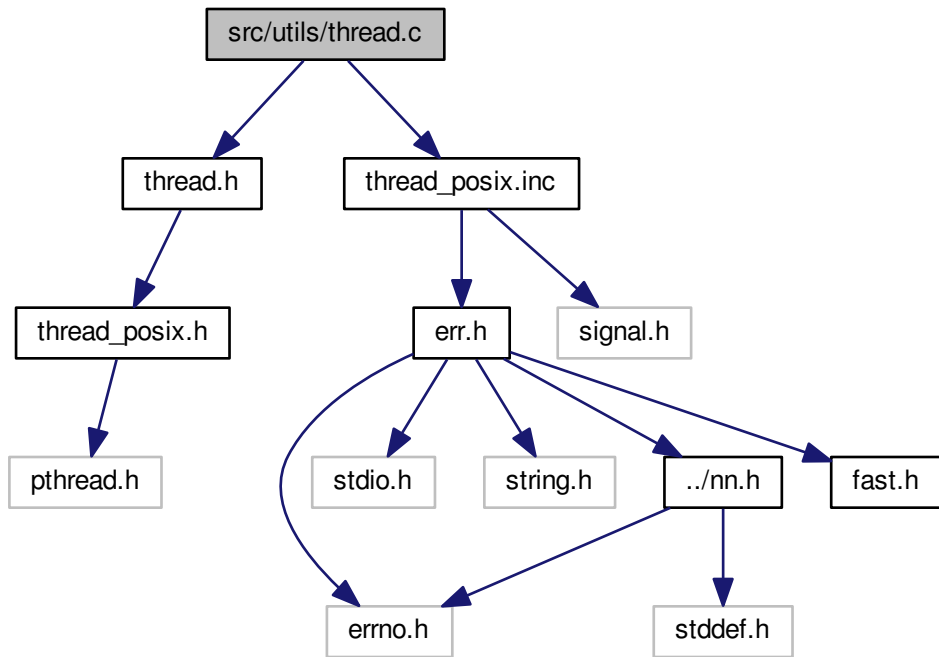 src/utils/thread.c
thread.h
thread_posix.inc
thread_posix.h
err.h
signal.h
pthread.h
stdio.h
string.h
../nn.h
fast.h
errno.h
stddef.h